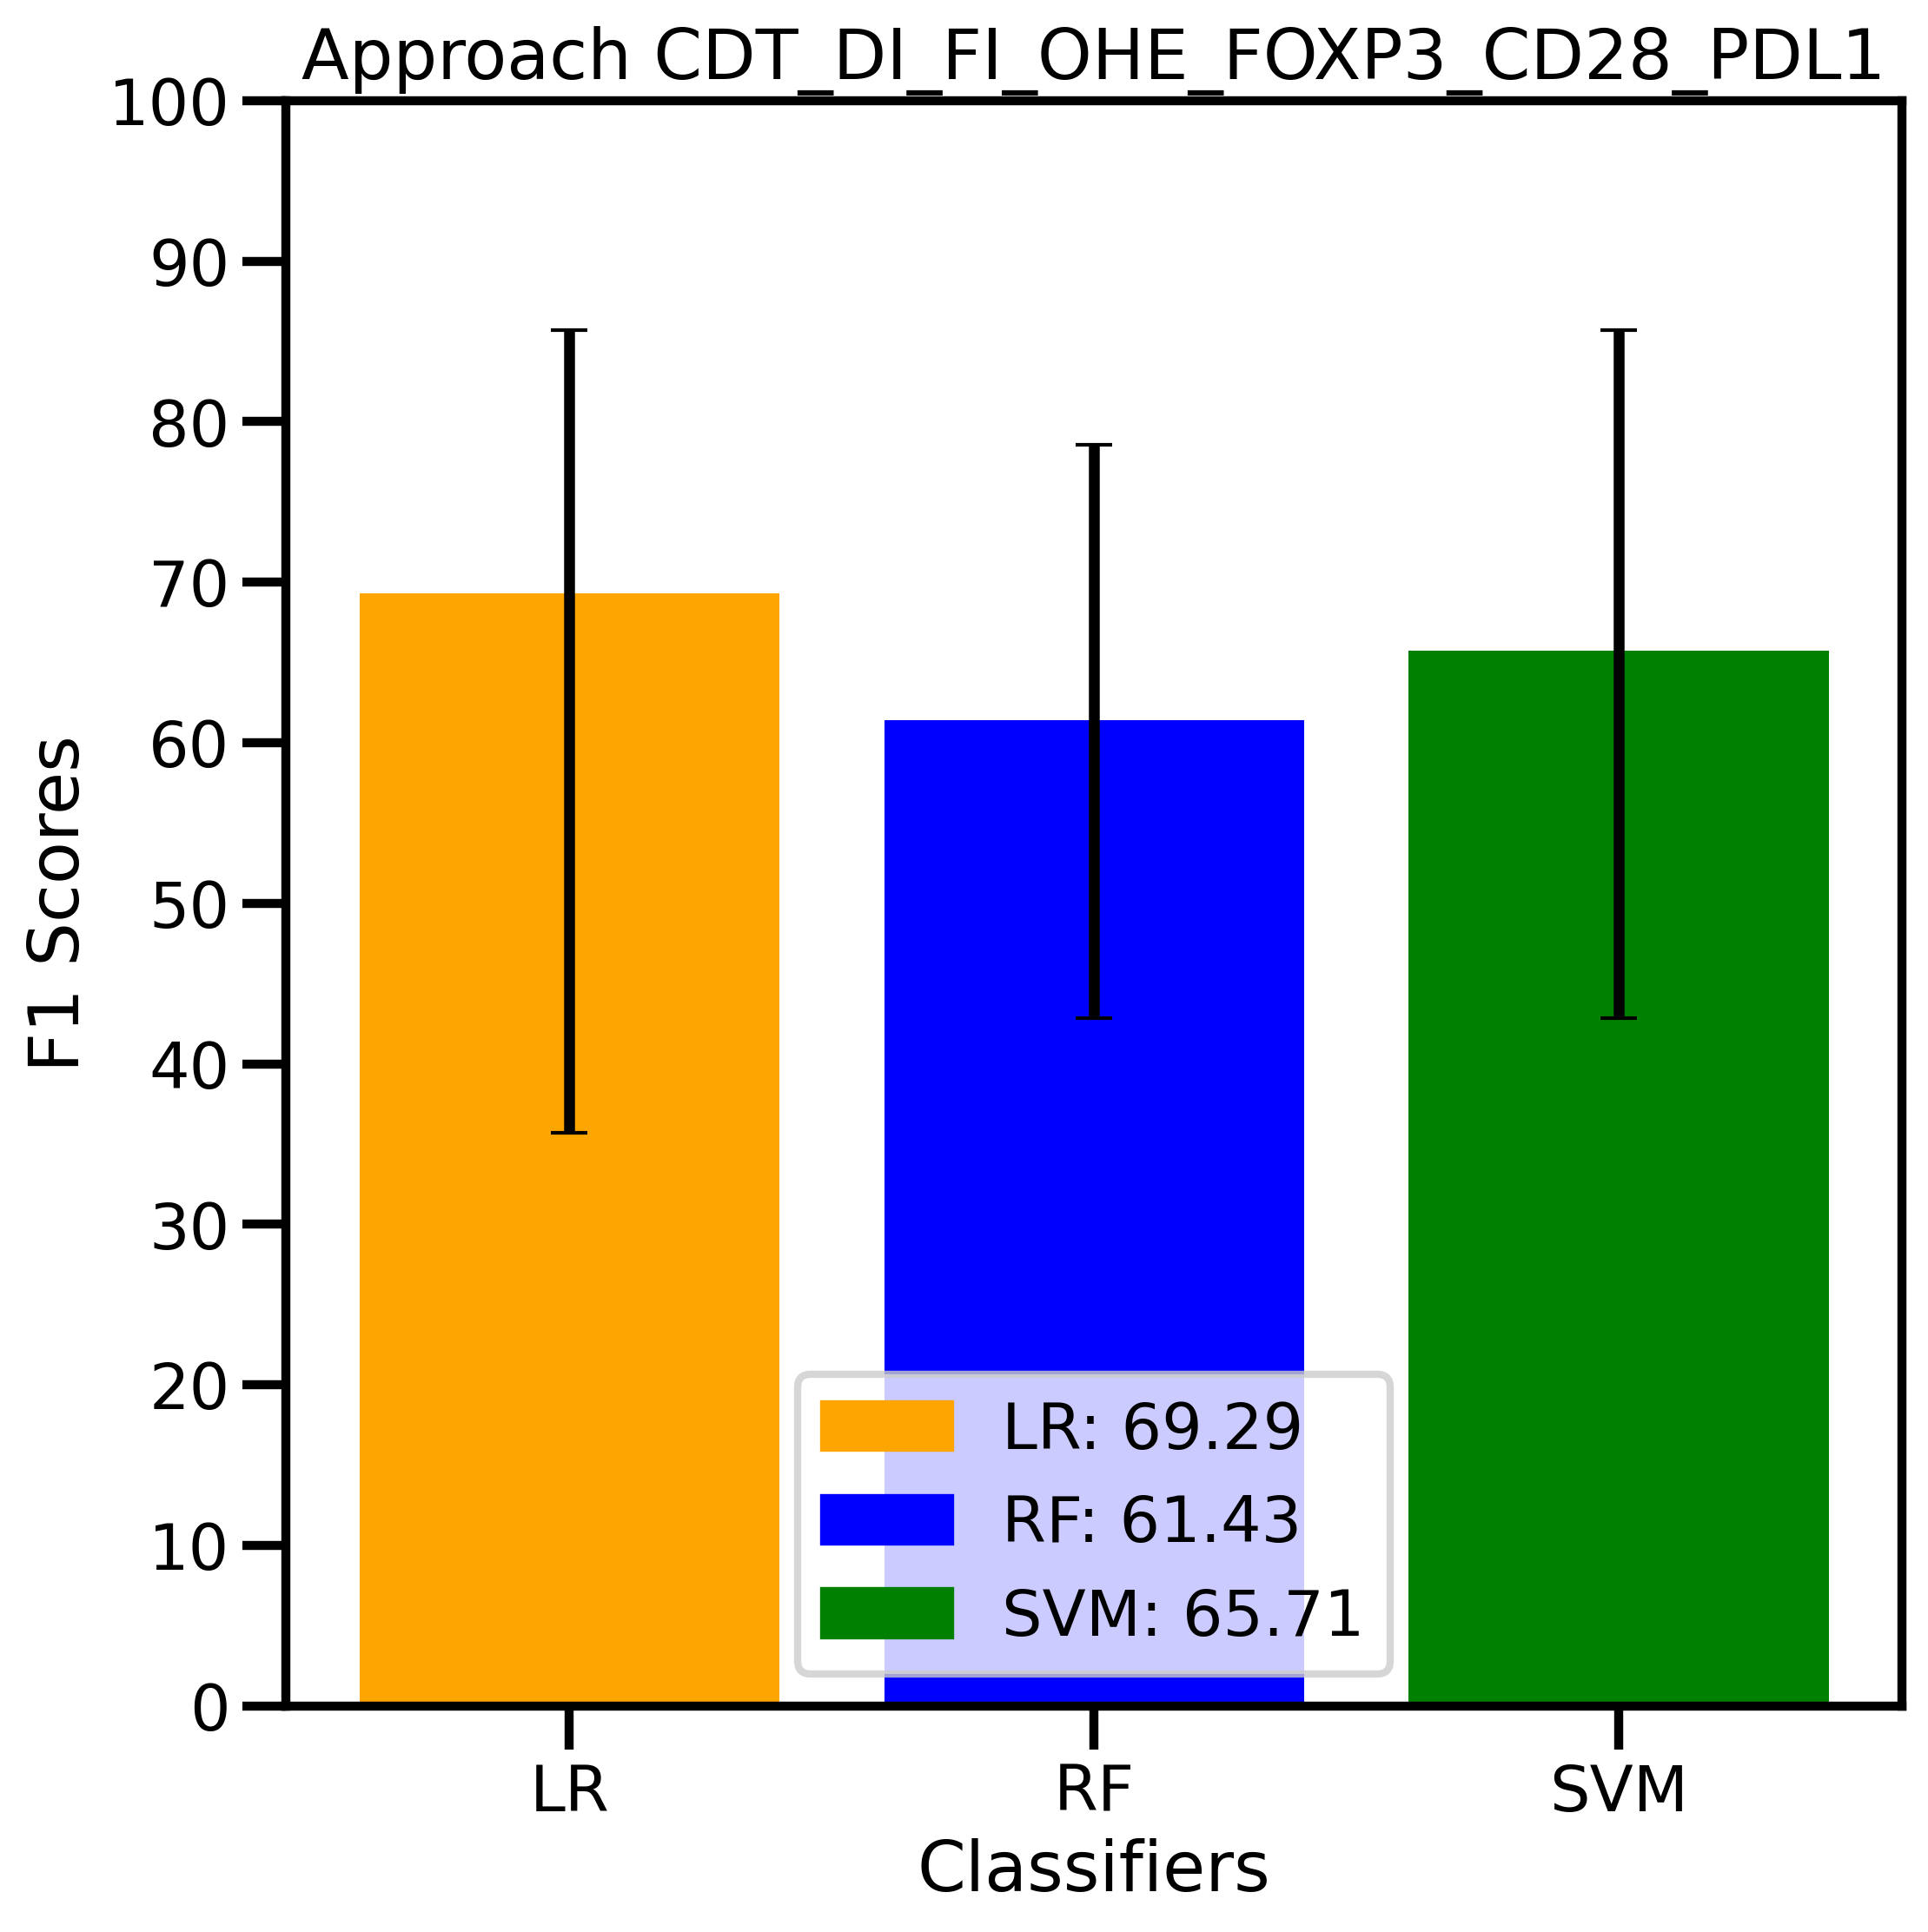 Approach CDT_DI_FI_OHE_FOXP3_CD28_PDL1
100
90
80
70
60
50
40
30
20
10
0
F1 Scores
LR: 69.29
RF: 61.43
SVM: 65.71
LR RF SVM
Classifiers